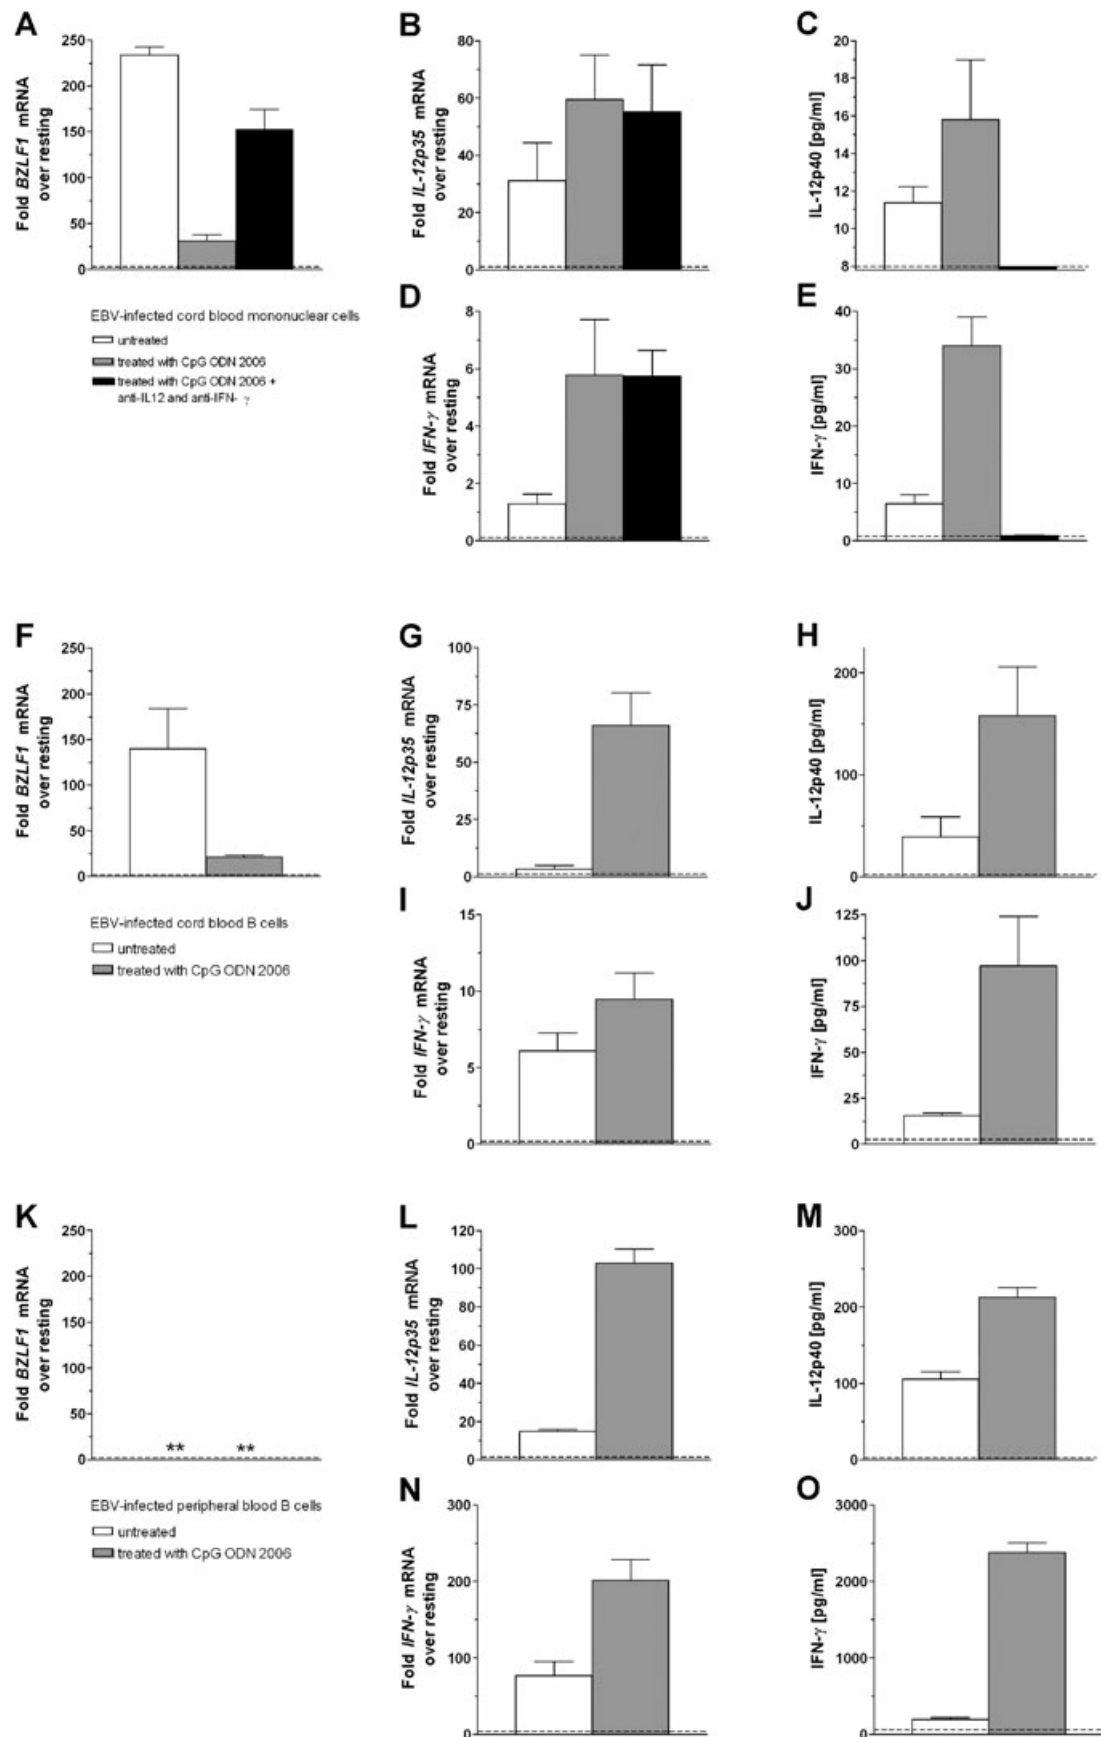 A
Fold BZLF1 mRNA
over resting
250
200
150
100
50
0
EBV-infected cord blood mononuclear cells
untreated
treated with CpG ODN 2006
treated with CpG ODN 2006 +
anti-IL12 and anti-IFN- γ
B
Fold IL-12p35 mRNA
over resting
80
60
40
20
0
C
IL-12p40 [pg/ml]
20
18
16
14
12
10
8
D
Fold IFN-γ mRNA
over resting
8
6
4
2
0
E
IFN-γ [pg/ml]
40
30
20
10
0
F
Fold BZLF1 mRNA
over resting
250
200
150
100
50
0
EBV-infected cord blood B cells
untreated
treated with CpG ODN 2006
G
Fold IL-12p35 mRNA
over resting
100
75
50
25
0
H
IL-12p40 [pg/ml]
200
100
0
I
Fold IFN-γ mRNA
over resting
15
10
5
0
J
IFN-γ [pg/ml]
125
100
75
50
25
0
K
Fold BZLF1 mRNA
over resting
250
200
150
100
50
0
** **
EBV-infected peripheral blood B cells
untreated
treated with CpG ODN 2006
L
Fold IL-12p35 mRNA
over resting
120
100
80
60
40
20
0
M
IL-12p40 [pg/ml]
300
200
100
0
N
Fold IFN-γ mRNA
over resting
300
200
100
0
O
IFN-γ [pg/ml]
3000
2000
1000
0